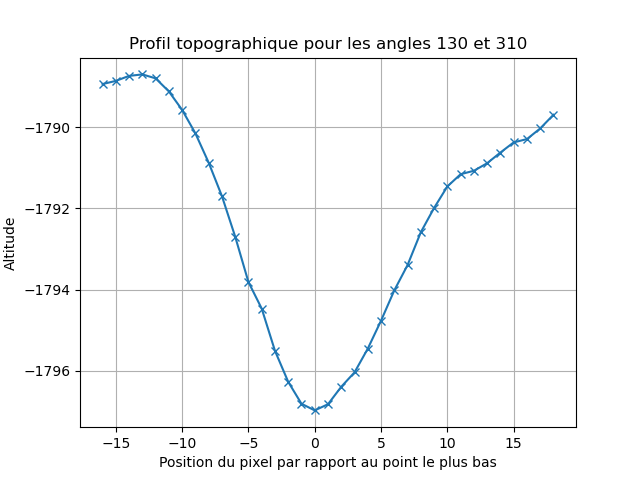 Profil topographique pour les angles 130 et 310
Altitude
−1790
−1792
−1794
−1796
−15 −10 −5 0 5 10 15
Position du pixel par rapport au point le plus bas